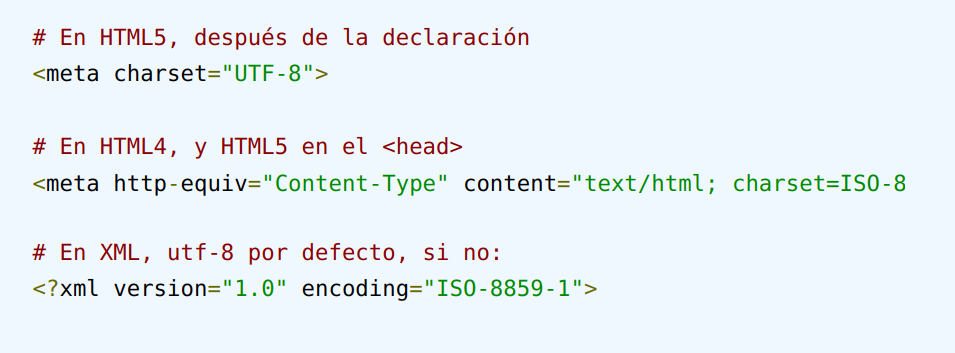 # En HTML5, después de la declaración
<meta charset="UTF-8">
# En HTML4, y HTML5 en el <head>
<meta http-equiv="Content-Type" content="text/html; charset=ISO-8
# En XML, utf-8 por defecto, si no:
<?xml version="1.0" encoding="ISO-8859-1">